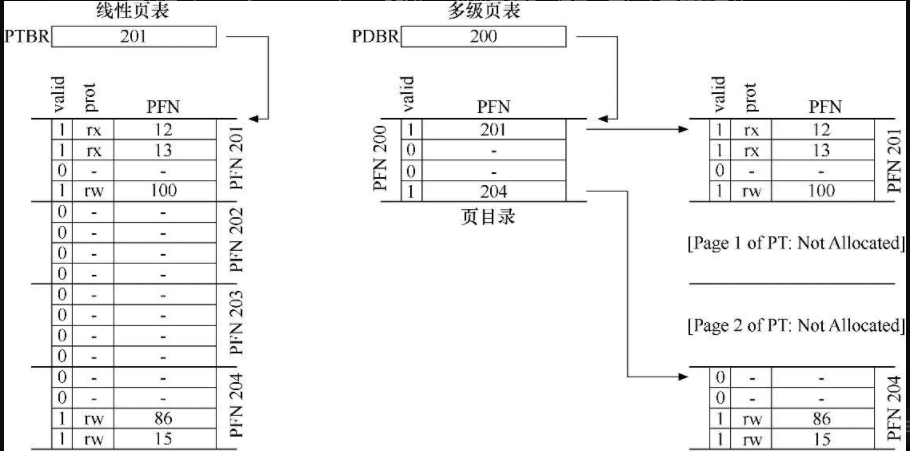 线性页表
PTBR 201
valid prot PFN
1 rx 12
1 rx 13
0 - -
1 rw 100
PFN 201
0 - -
0 - -
0 - -
0 - -
PFN 202
0 - -
0 - -
0 - -
0 - -
PFN 203
0 - -
0 - -
1 rw 86
1 rw 15
PFN 204
多级页表
PDBR 200
valid PFN
PFN 200
1 201
0 -
0 -
1 204
页目录
valid prot PFN
1 rx 12
1 rx 13
0 - -
1 rw 100
PFN 201
[Page 1 of PT: Not Allocated]
[Page 2 of PT: Not Allocated]
0 - -
0 - -
1 rw 86
1 rw 15
PFN 204